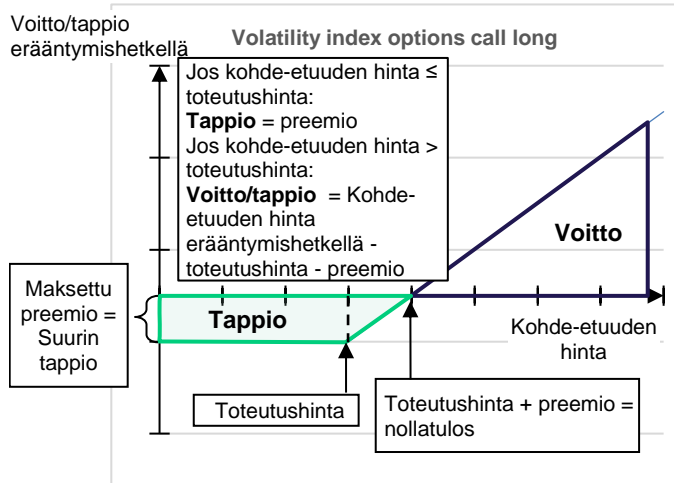 Voitto/tappio
erääntymishetkellä
Volatility index options call long
Jos kohde-etuuden hinta ≤
toteutushinta:
Tappio = preemio
Jos kohde-etuuden hinta >
toteutushinta:
Voitto/tappio = Kohde-
etuuden hinta
erääntymishetkellä -
toteutushinta - preemio
Voitto
Maksettu
preemio =
Suurin
tappio
Tappio
Kohde-etuuden
hinta
Toteutushinta
Toteutushinta + preemio =
nollatulos